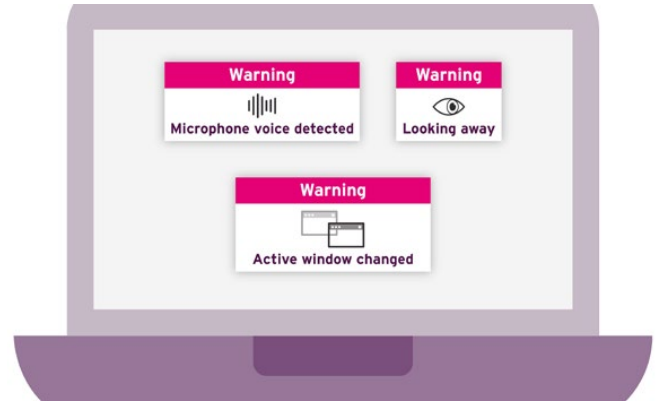 Warning
Microphone voice detected
Warning
Looking away
Warning
Active window changed